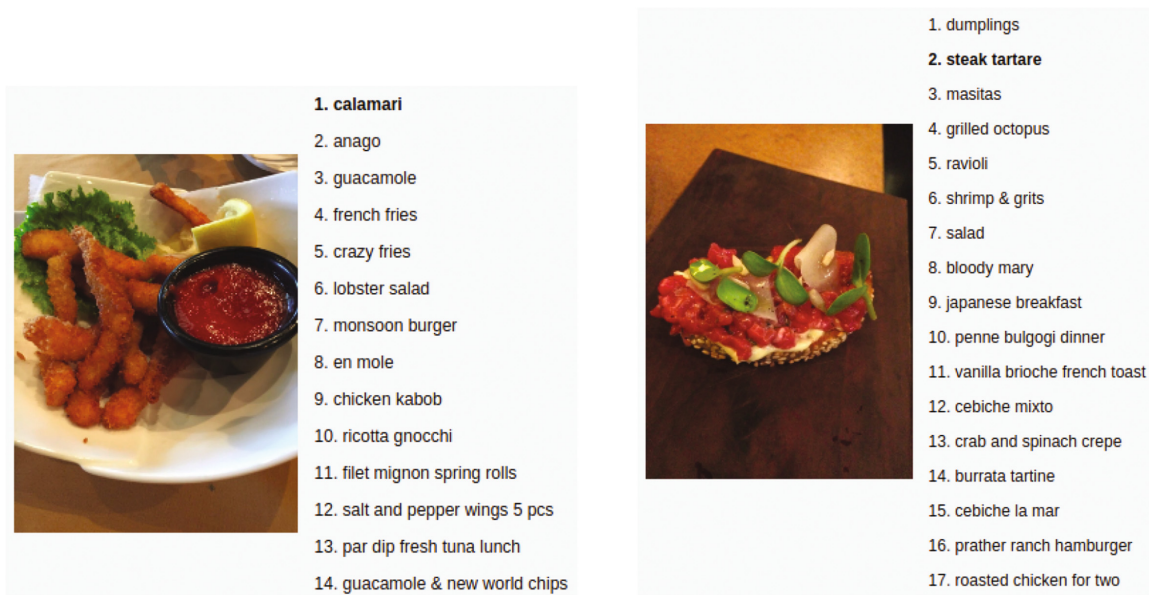 1. calamari
2. anago
3. guacamole
4. french fries
5. crazy fries
6. lobster salad
7. monsoon burger
8. en mole
9. chicken kabob
10. ricotta gnocchi
11. filet mignon spring rolls
12. salt and pepper wings 5 pcs
13. par dip fresh tuna lunch
14. guacamole & new world chips
1. dumplings
2. steak tartare
3. masitas
4. grilled octopus
5. ravioli
6. shrimp & grits
7. salad
8. bloody mary
9. japanese breakfast
10. penne bulgogi dinner
11. vanilla brioche french toast
12. cebiche mixto
13. crab and spinach crepe
14. burrata tartine
15. cebiche la mar
16. prather ranch hamburger
17. roasted chicken for two